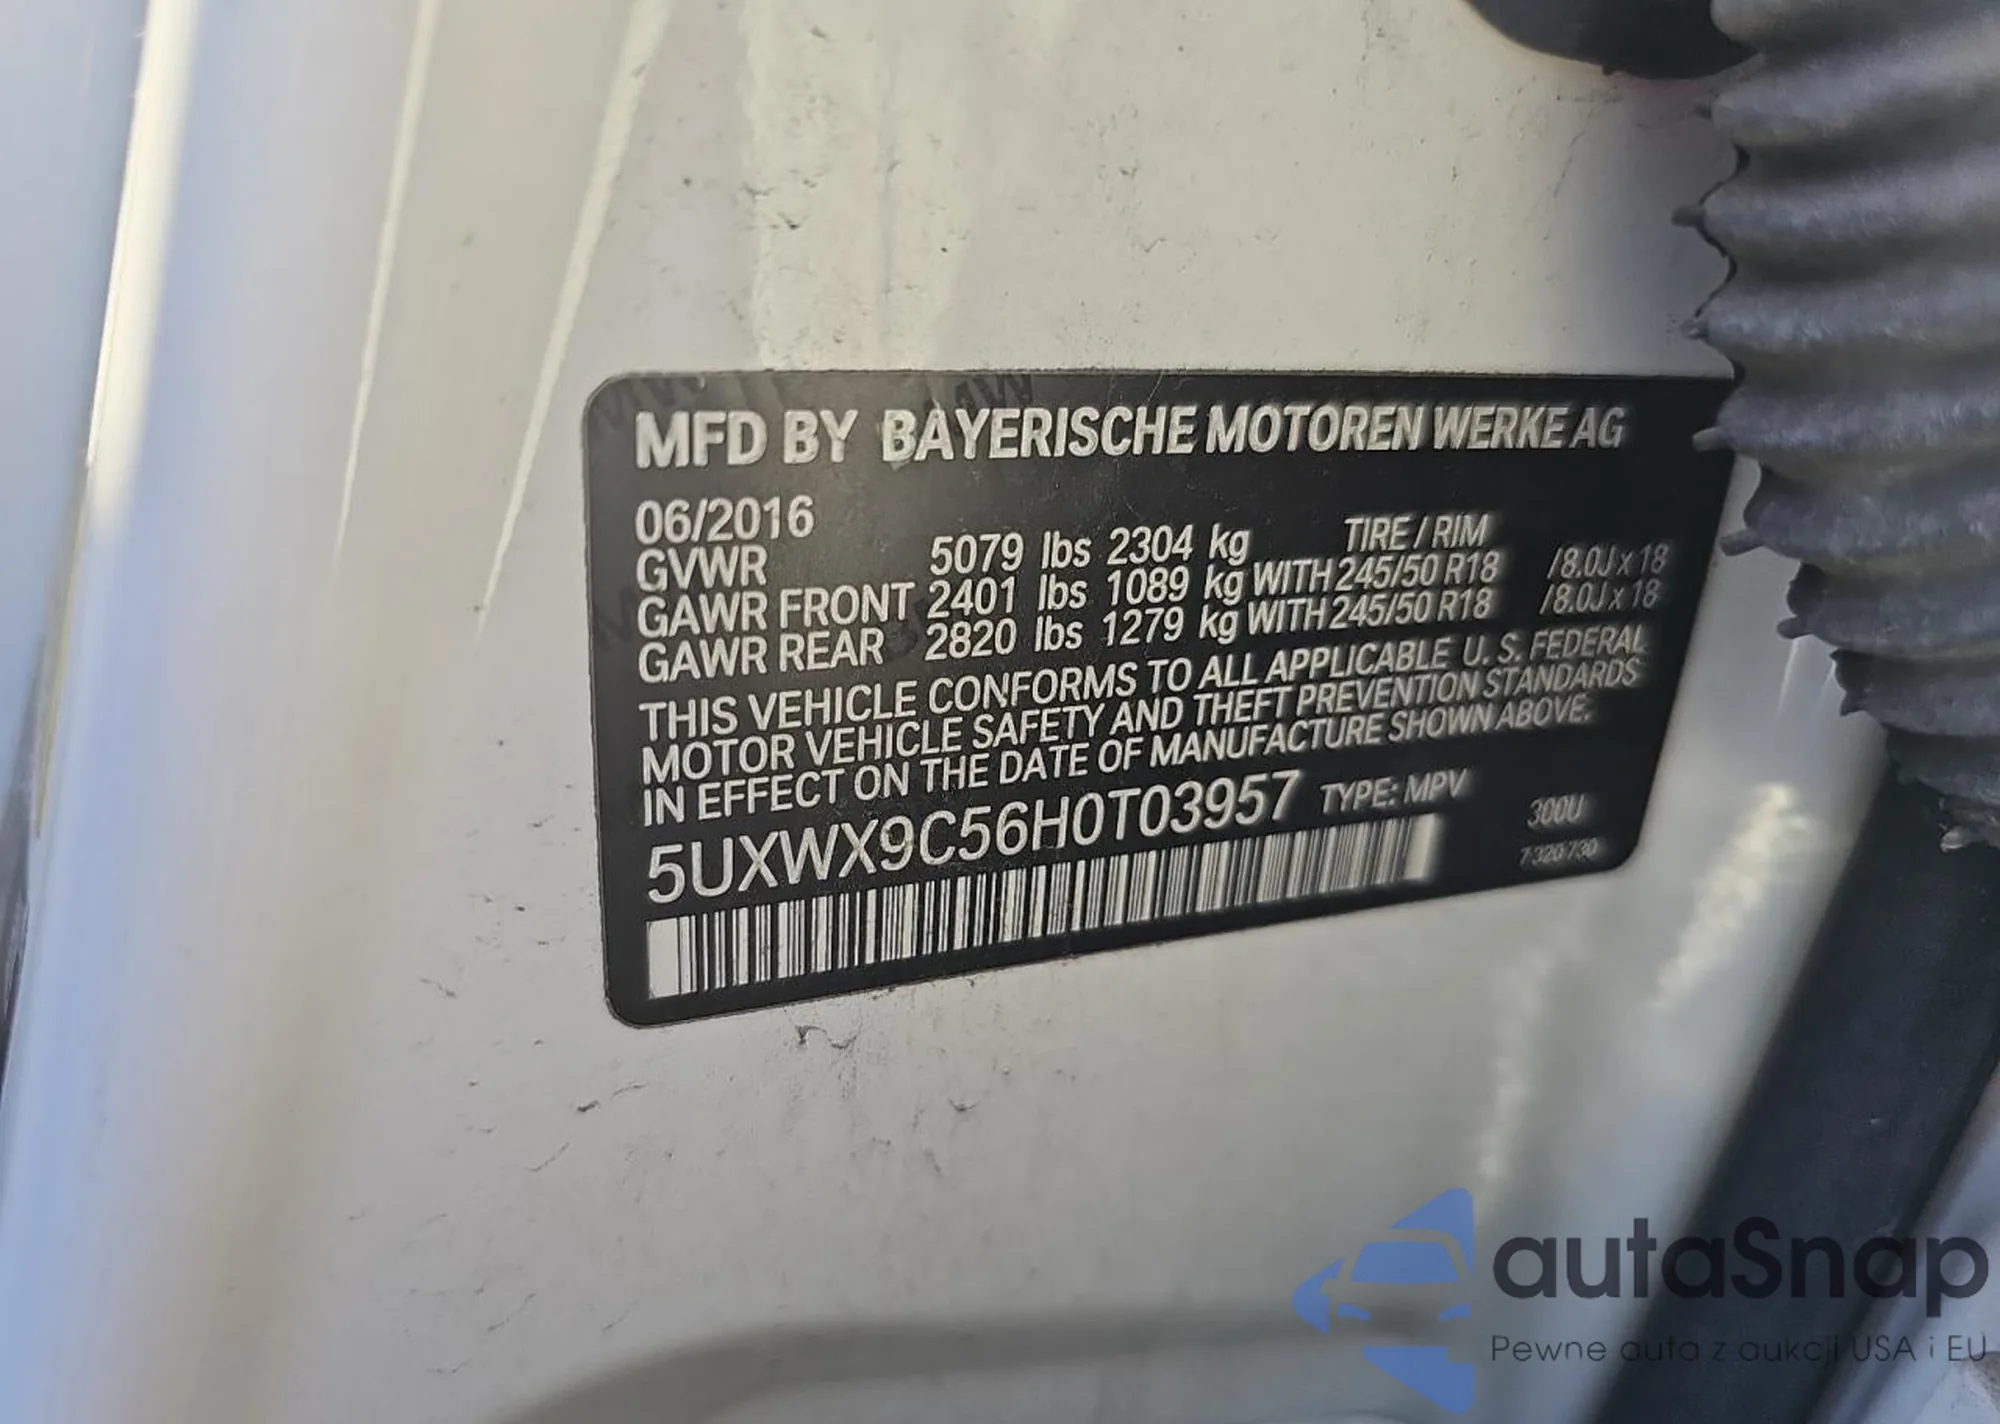 MFD BY BAYERISCHE MOTOREN WERKE AG
06/2016
TIRE / RIM
GVWR 5079 lbs 2304 kg
GAWR FRONT 2401 lbs 1089 kg WITH 245/50 R18 /8.0J x 18
GAWR REAR 2820 lbs 1279 kg WITH 245/50 R18 /8.0J x 18
THIS VEHICLE CONFORMS TO ALL APPLICABLE U. S. FEDERAL
MOTOR VEHICLE SAFETY AND THEFT PREVENTION STANDARDS
IN EFFECT ON THE DATE OF MANUFACTURE SHOWN ABOVE.
5UXWX9C56H0T03957 TYPE: MPV
300U
7 320 730
autaSnap
Pewne auta z aukcji USA i EU